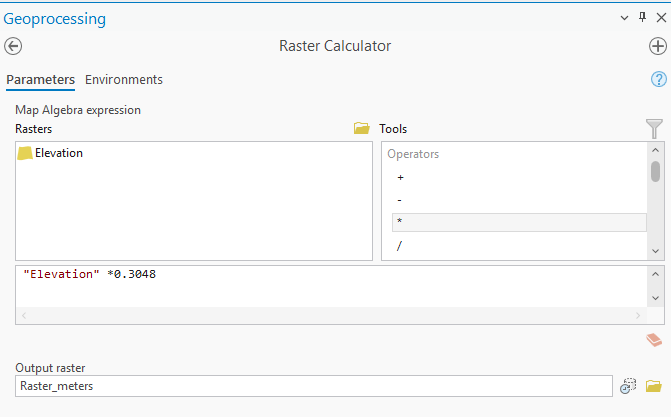 Geoprocessing
Raster Calculator
Parameters Environments
?
Map Algebra expression
Rasters Tools
Elevation
Operators
+
-
*
/
"Elevation" *0.3048
Output raster
Raster_meters